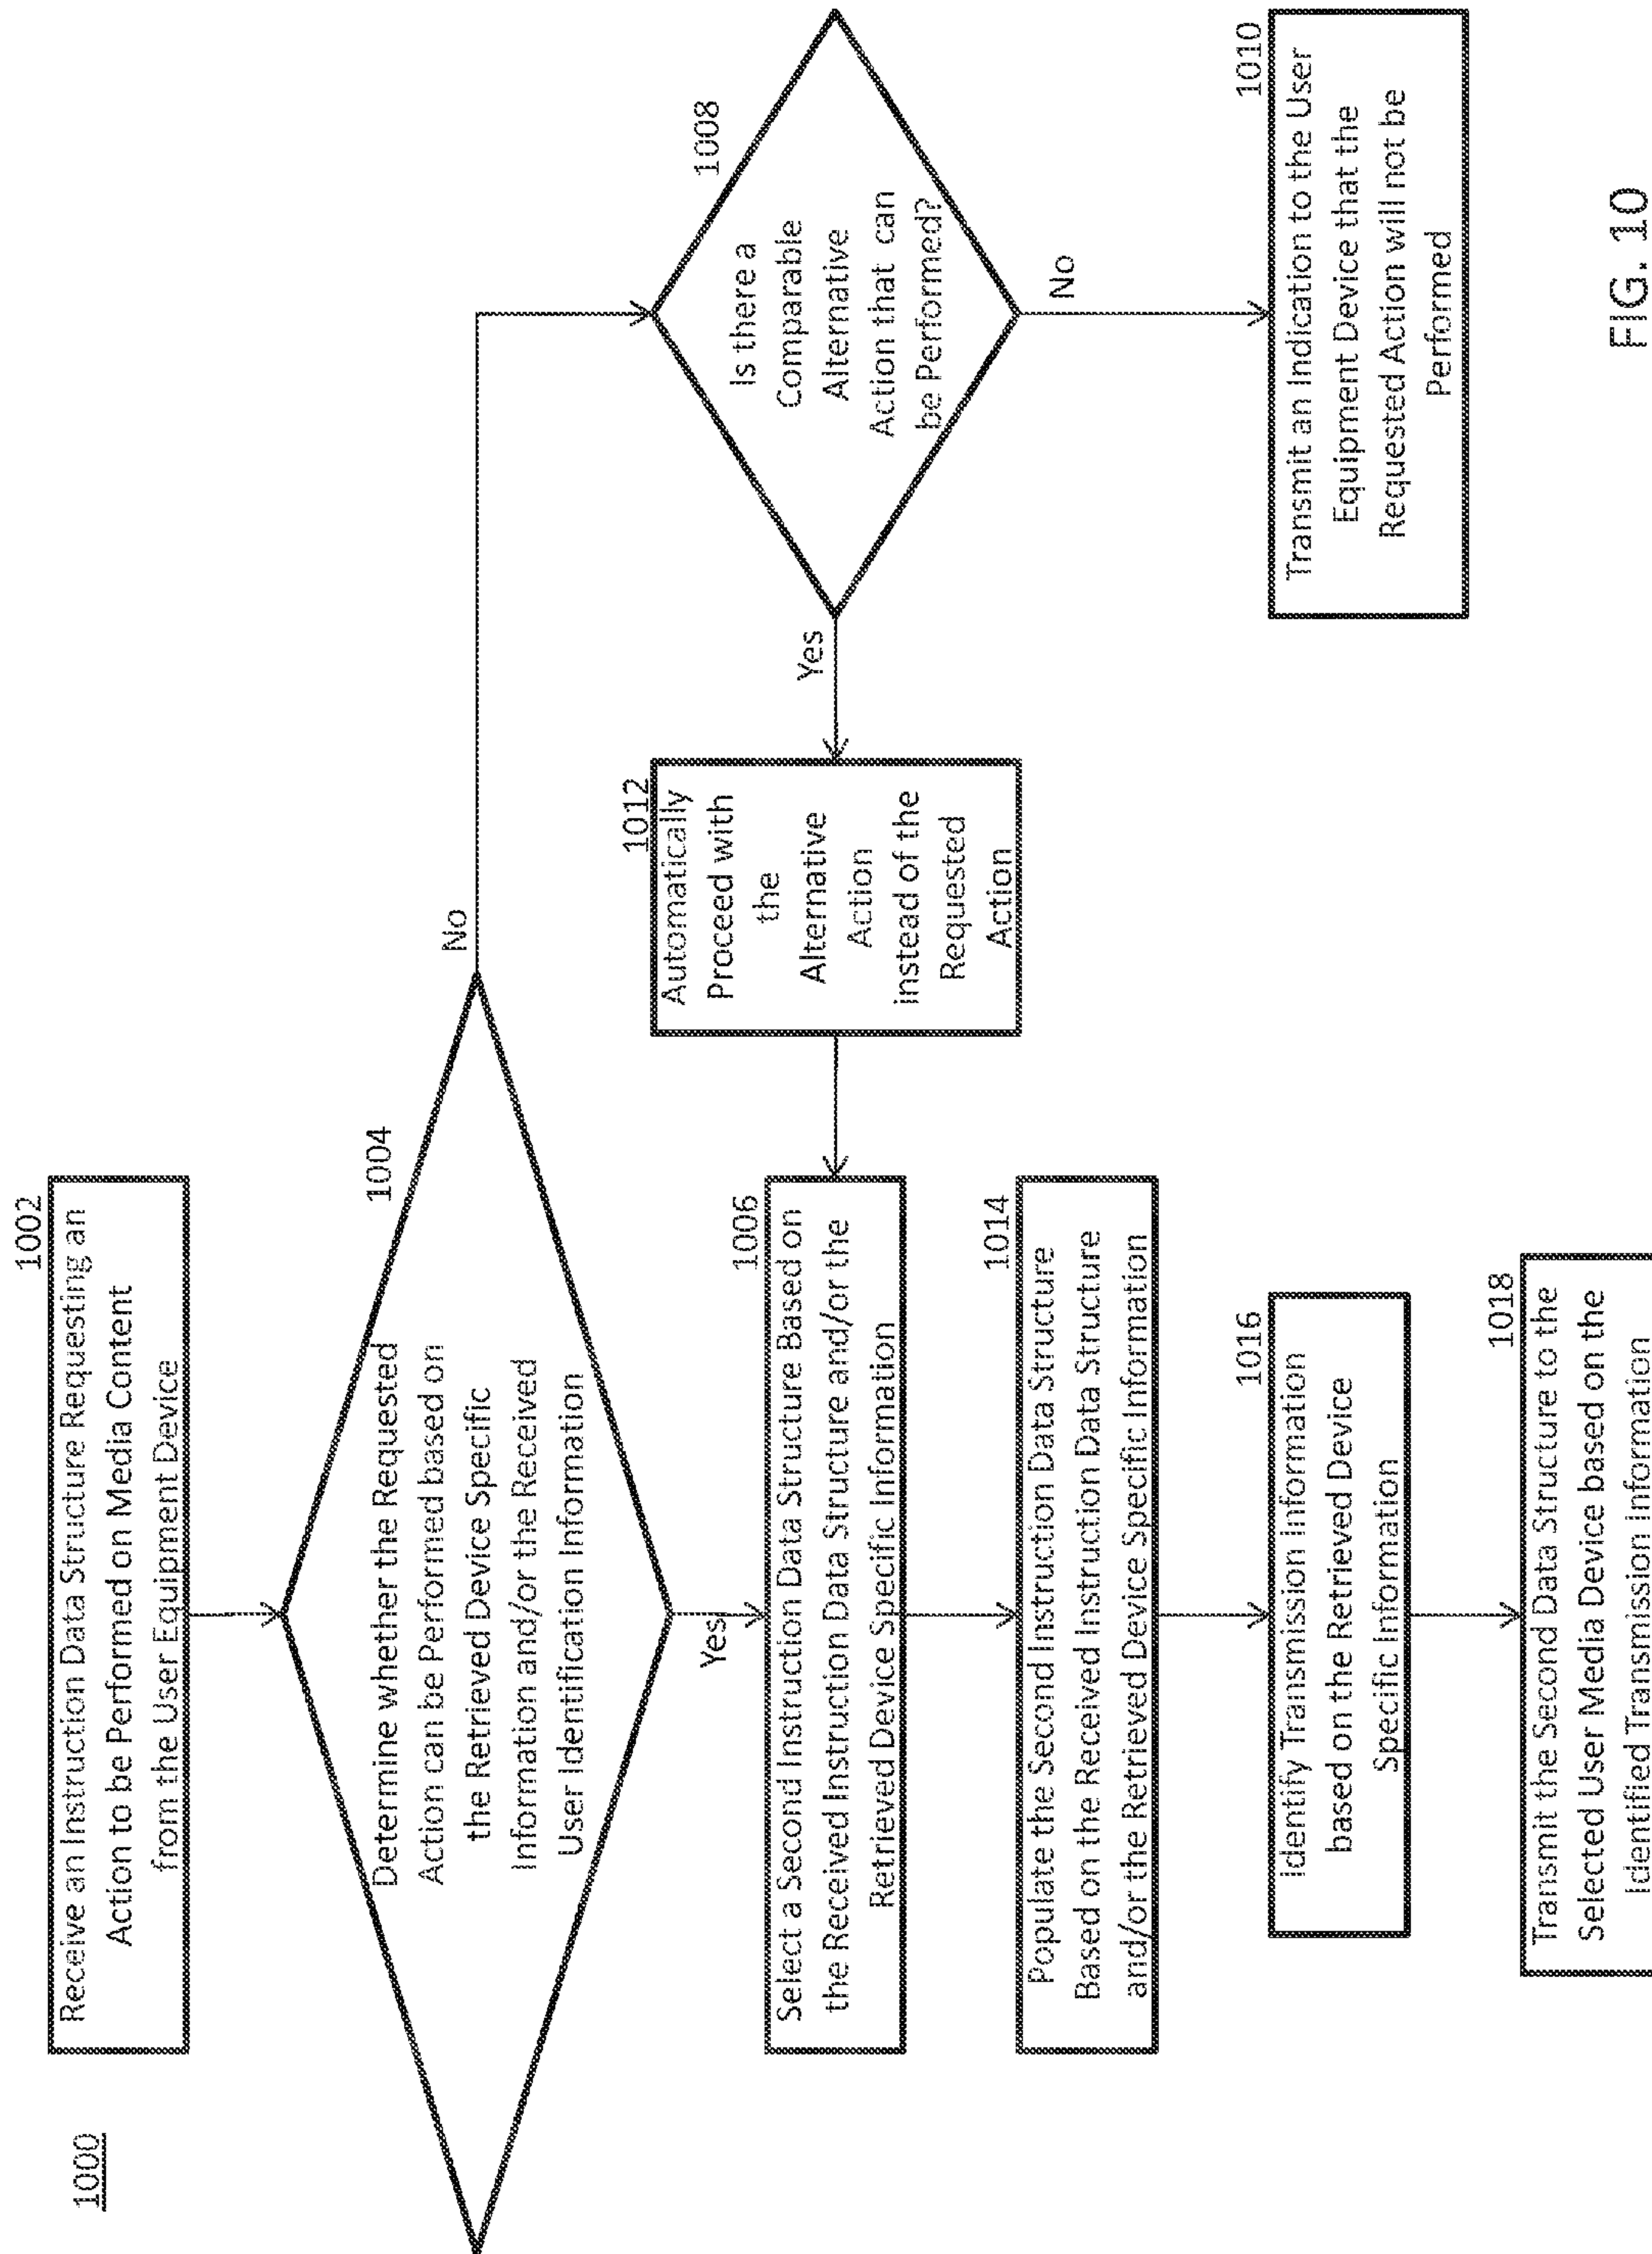 1000
1002
Receive an Instruction Data Structure Requesting an
Action to be Performed on Media Content
from the User Equipment Device
1004
Determine whether the Requested
Action can be Performed based on
the Retrieved Device Specific
Information and/or the Received
User Identification Information
No
Yes
1006
Select a Second Instruction Data Structure Based on
the Received Instruction Data Structure and/or the
Retrieved Device Specific Information
1008
Is there a
Comparable
Alternative
Action that can
be Performed?
Yes
No
1012
Automatically
Proceed with
the
Alternative
Action
instead of the
Requested
Action
1010
Transmit an Indication to the User
Equipment Device that the
Requested Action will not be
Performed
1014
Populate the Second Instruction Data Structure
Based on the Received Instruction Data Structure
and/or the Retrieved Device Specific Information
1016
Identify Transmission Information
based on the Retrieved Device
Specific Information
1018
Transmit the Second Data Structure to the
Selected User Media Device based on the
Identified Transmission Information
FIG. 10